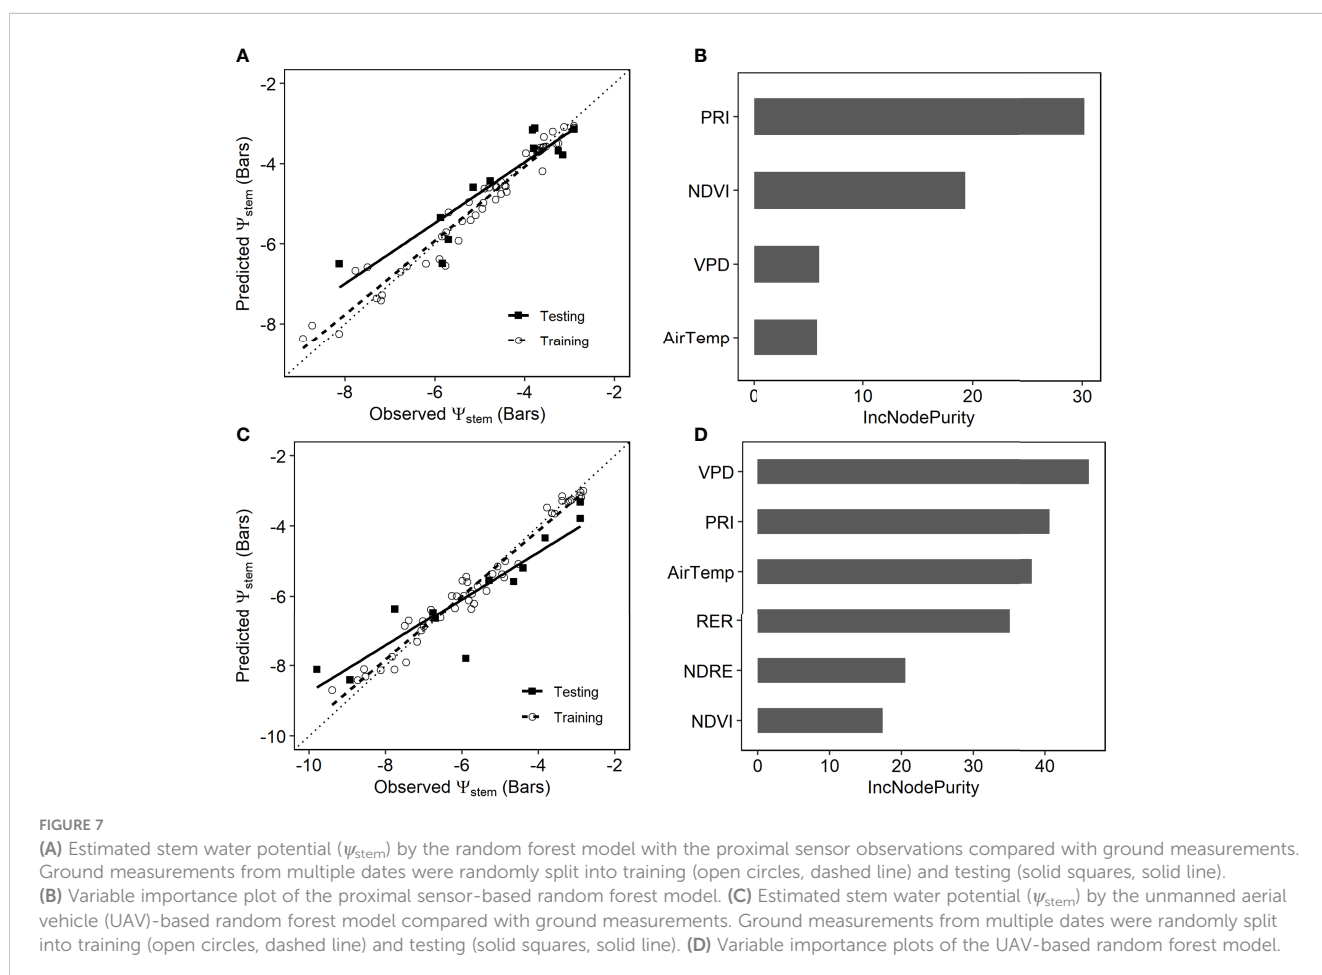 A
Predicted Ψstem (Bars)
-2
-4
-6
-8
Testing
Training
-8 -6 -4 -2
Observed Ψstem (Bars)
B
PRI
NDVI
VPD
AirTemp
0 10 20 30
IncNodePurity
C
Predicted Ψstem (Bars)
-2
-4
-6
-8
-10
Testing
Training
-10 -8 -6 -4 -2
Observed Ψstem (Bars)
D
VPD
PRI
AirTemp
RER
NDRE
NDVI
0 10 20 30 40
IncNodePurity
FIGURE 7
(A) Estimated stem water potential (ψstem) by the random forest model with the proximal sensor observations compared with ground measurements.
Ground measurements from multiple dates were randomly split into training (open circles, dashed line) and testing (solid squares, solid line).
(B) Variable importance plot of the proximal sensor-based random forest model. (C) Estimated stem water potential (ψstem) by the unmanned aerial
vehicle (UAV)-based random forest model compared with ground measurements. Ground measurements from multiple dates were randomly split
into training (open circles, dashed line) and testing (solid squares, solid line). (D) Variable importance plots of the UAV-based random forest model.